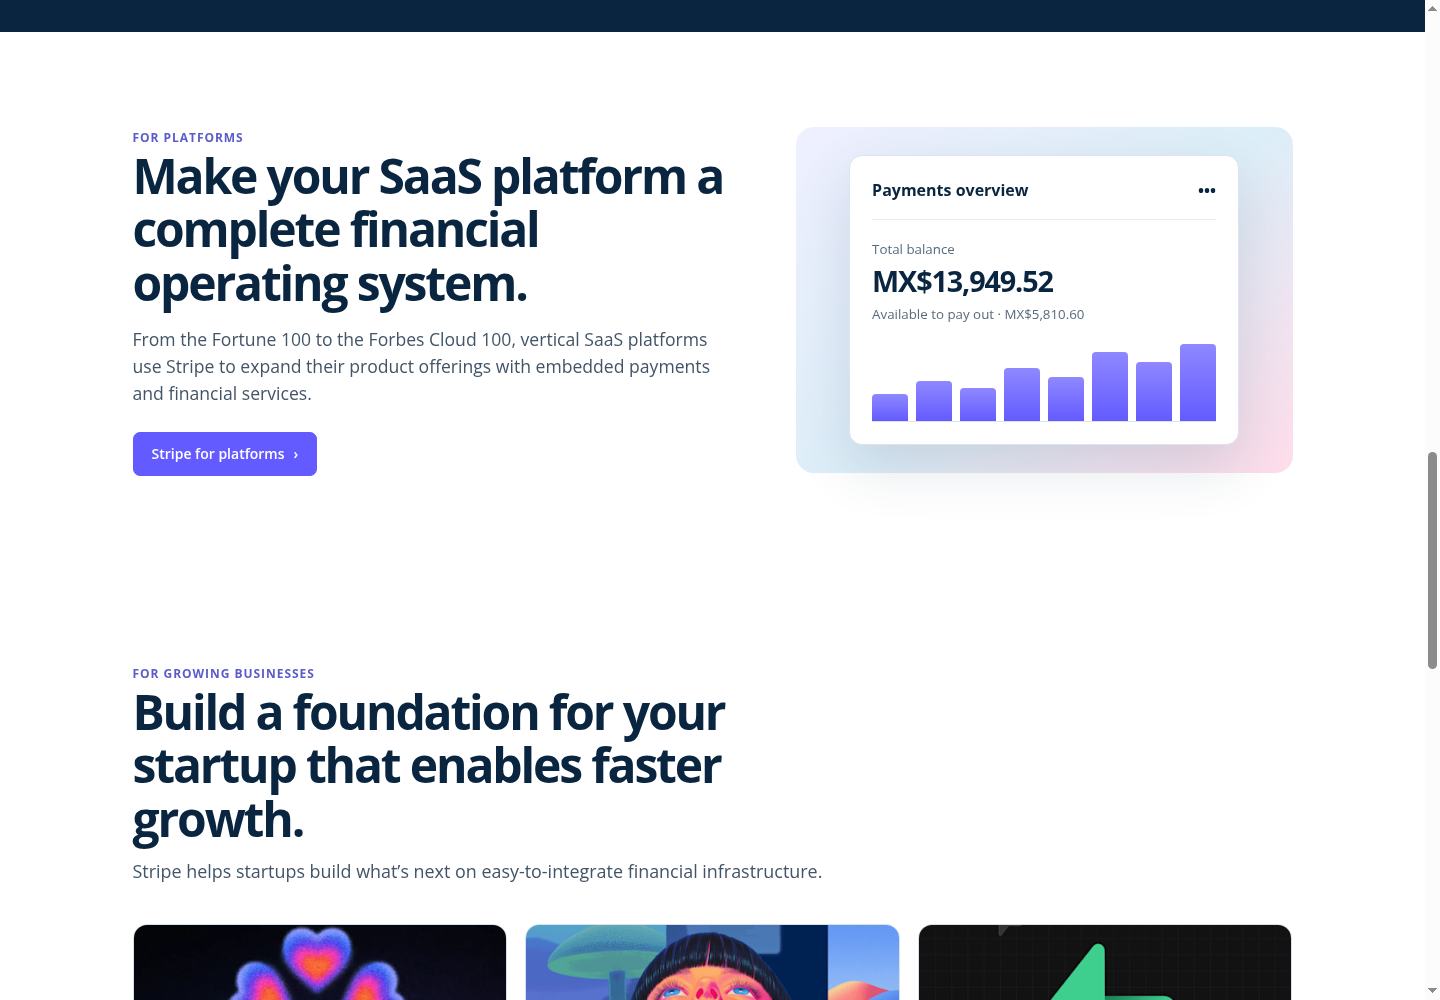 FOR PLATFORMS
Make your SaaS platform a
complete financial
operating system.
From the Fortune 100 to the Forbes Cloud 100, vertical SaaS platforms
use Stripe to expand their product offerings with embedded payments
and financial services.
Stripe for platforms ›
Payments overview
Total balance
MX$13,949.52
Available to pay out · MX$5,810.60
FOR GROWING BUSINESSES
Build a foundation for your
startup that enables faster
growth.
Stripe helps startups build what’s next on easy-to-integrate financial infrastructure.